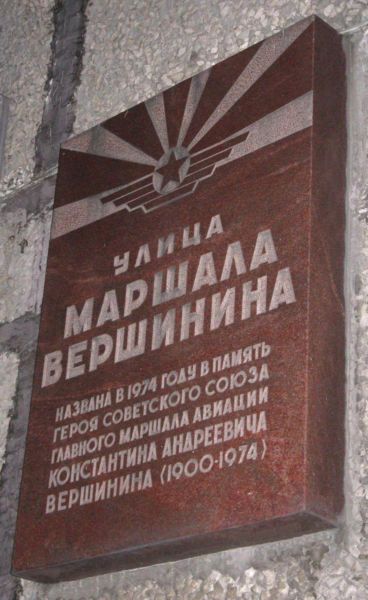 УЛИЦА
МАРШАЛА
ВЕРШИНИНА
НАЗВАНА В 1974 ГОДУ В ПАМЯТЬ
ГЕРОЯ СОВЕТСКОГО СОЮЗА
ГЛАВНОГО МАРШАЛА АВИАЦИИ
КОНСТАНТИНА АНДРЕЕВИЧА
ВЕРШИНИНА (1900-1974)